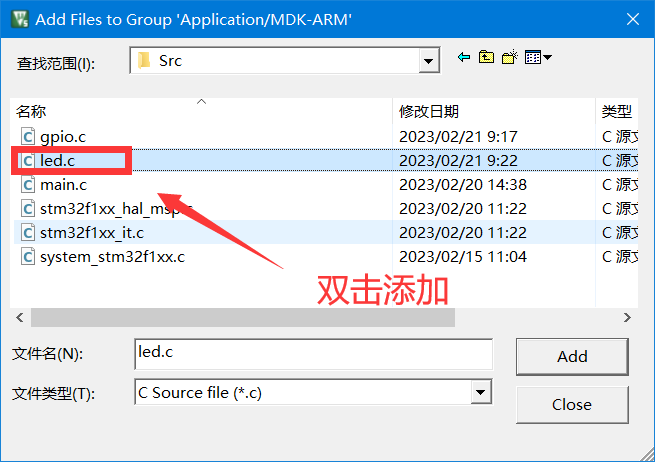 Add Files to Group 'Application/MDK-ARM'
查找范围(I):
Src
名称 修改日期 类型
gpio.c 2023/02/21 9:17 C 源文
led.c 2023/02/21 9:22 C 源文
main.c 2023/02/20 14:38 C 源文
stm32f1xx_hal_msp.c 2023/02/20 11:22 C 源文
stm32f1xx_it.c 2023/02/20 11:22 C 源文
system_stm32f1xx.c 2023/02/15 11:04 C 源文
双击添加
文件名(N):
led.c
Add
文件类型(T):
C Source file (*.c)
Close